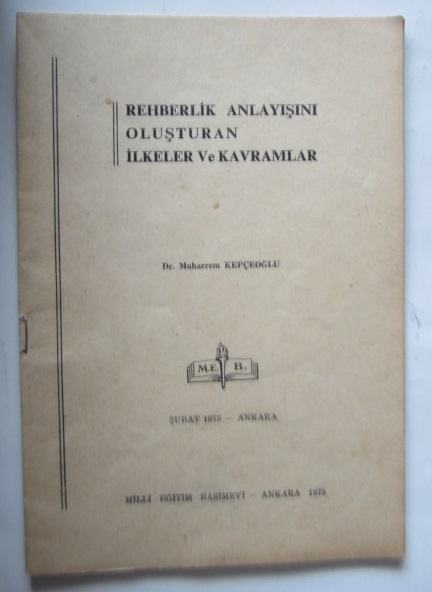 REHBERLİK ANLAYIŞINI
OLUŞTURAN
İLKELER Ve KAVRAMLAR
Dr. Muharrem KEPÇEOĞLU
M.E. B.
ŞUBAT 1975 — ANKARA
MİLLİ EĞİTİM BASIMEVİ — ANKARA 1975